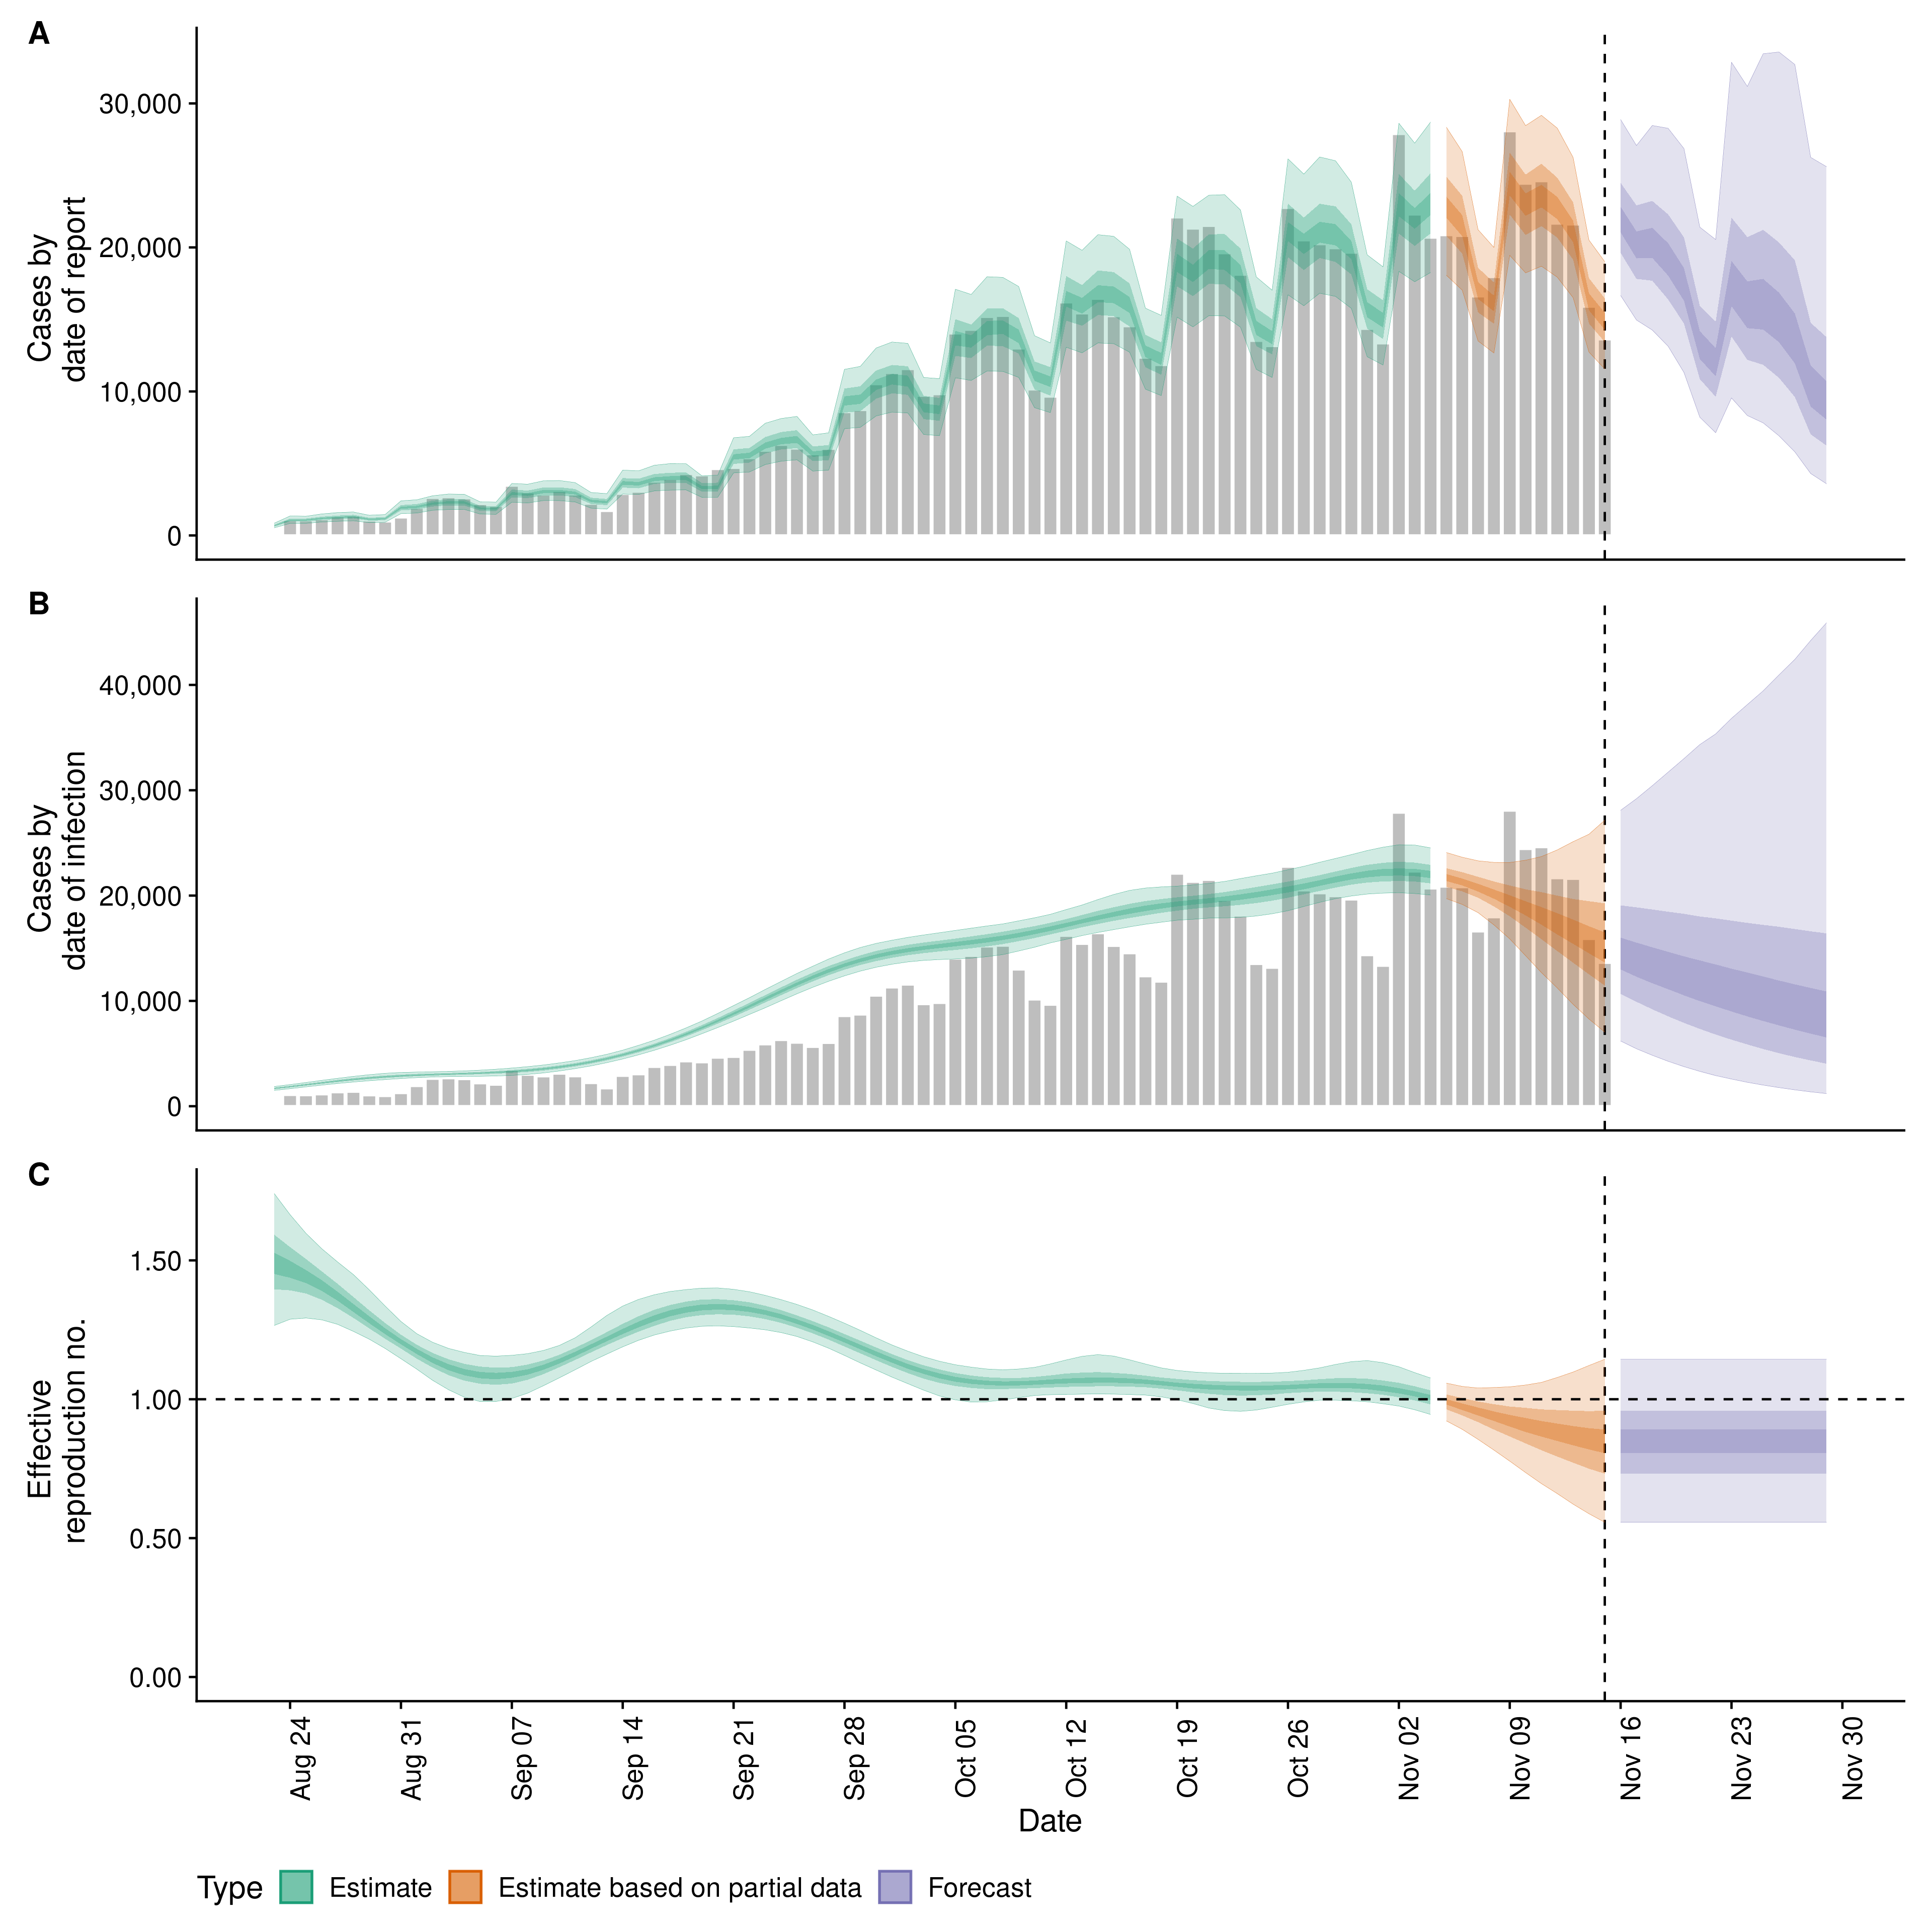 A
30,000
20,000
10,000
0
Cases by
date of report
B
40,000
30,000
20,000
10,000
0
Cases by
date of infection
C
1.50
1.00
0.50
0.00
Effective
reproduction no.
Aug 24
Aug 31
Sep 07
Sep 14
Sep 21
Sep 28
Oct 05
Oct 12
Oct 19
Oct 26
Nov 02
Nov 09
Nov 16
Nov 23
Nov 30
Date
Type Estimate Estimate based on partial data Forecast